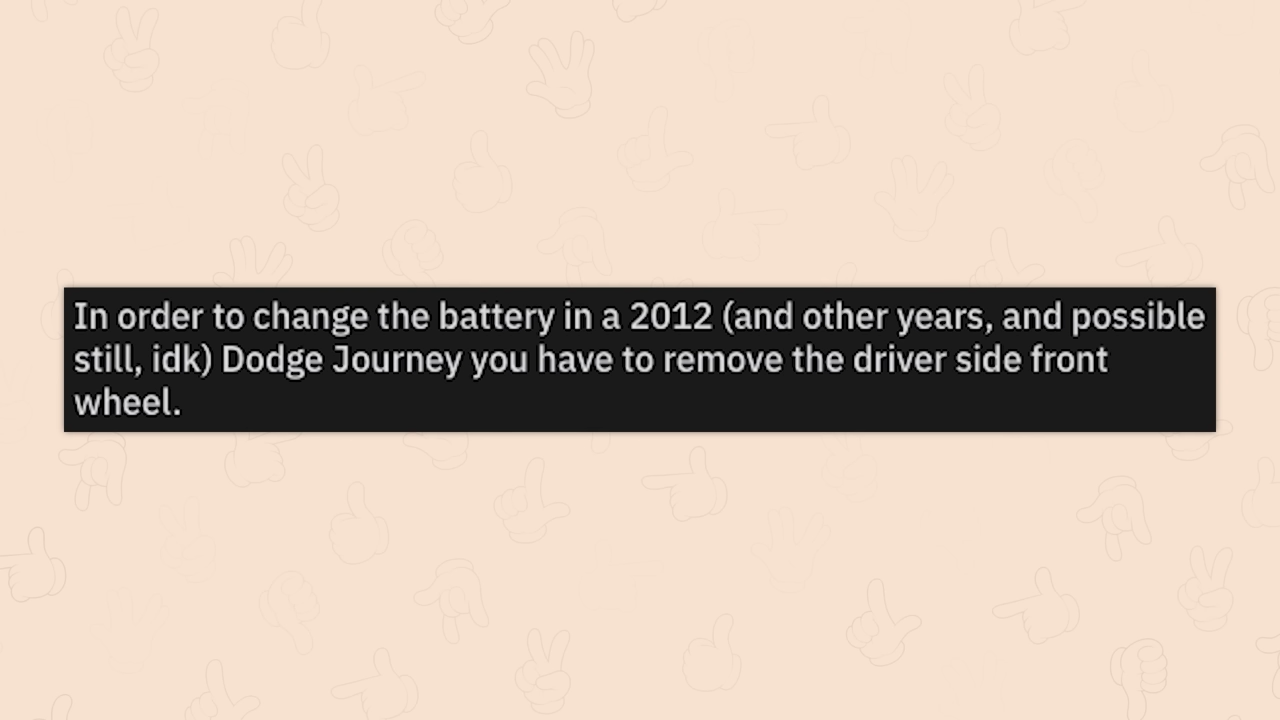 In order to change the battery in a 2012 (and other years, and possible
still, idk) Dodge Journey you have to remove the driver side front
wheel.